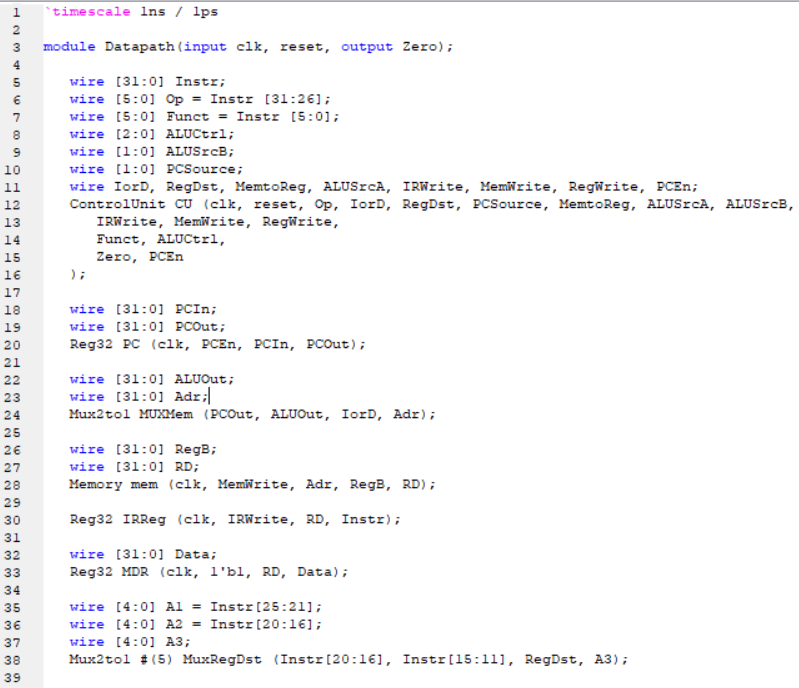 1 `timescale 1ns / 1ps
2
3 module Datapath(input clk, reset, output Zero);
4
5 wire [31:0] Instr;
6 wire [5:0] Op = Instr [31:26];
7 wire [5:0] Funct = Instr [5:0];
8 wire [2:0] ALUCtrl;
9 wire [1:0] ALUSrcB;
10 wire [1:0] PCSource;
11 wire IorD, RegDst, MemtoReg, ALUSrcA, IRWrite, MemWrite, RegWrite, PCEn;
12 ControlUnit CU (clk, reset, Op, IorD, RegDst, PCSource, MemtoReg, ALUSrcA, ALUSrcB,
13 IRWrite, MemWrite, RegWrite,
14 Funct, ALUCtrl,
15 Zero, PCEn
16 );
17
18 wire [31:0] PCIn;
19 wire [31:0] PCOut;
20 Reg32 PC (clk, PCEn, PCIn, PCOut);
21
22 wire [31:0] ALUOut;
23 wire [31:0] Adr;
24 Mux2to1 MUXMem (PCOut, ALUOut, IorD, Adr);
25
26 wire [31:0] RegB;
27 wire [31:0] RD;
28 Memory mem (clk, MemWrite, Adr, RegB, RD);
29
30 Reg32 IRReg (clk, IRWrite, RD, Instr);
31
32 wire [31:0] Data;
33 Reg32 MDR (clk, 1'b1, RD, Data);
34
35 wire [4:0] A1 = Instr[25:21];
36 wire [4:0] A2 = Instr[20:16];
37 wire [4:0] A3;
38 Mux2to1 #(5) MuxRegDst (Instr[20:16], Instr[15:11], RegDst, A3);
39